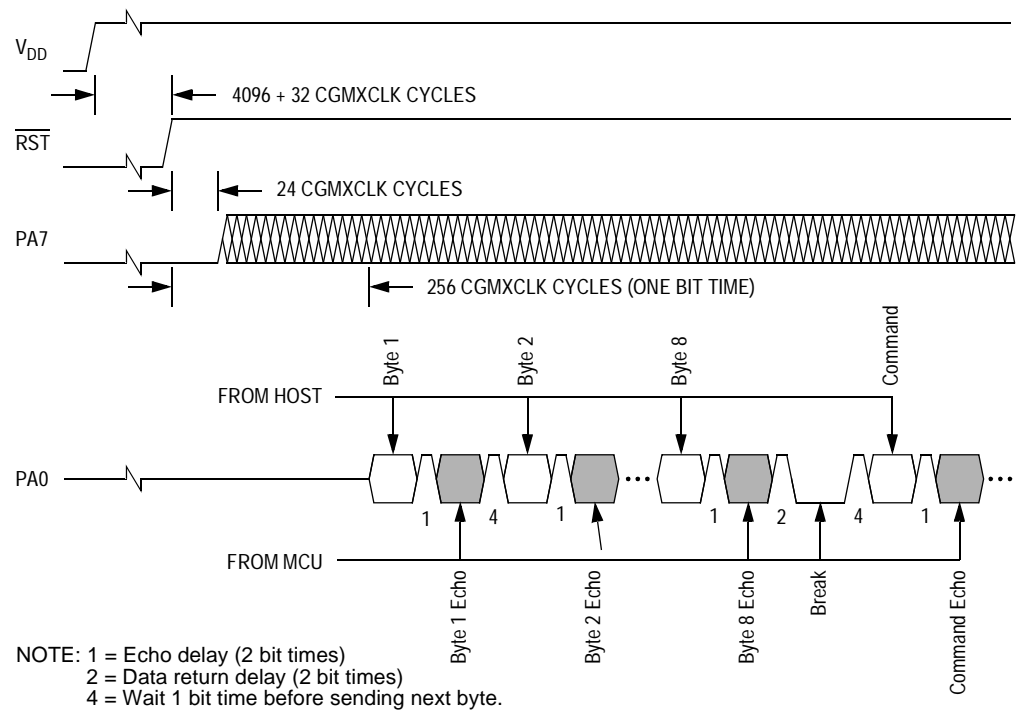 VDD
4096 + 32 CGMXCLK CYCLES
RST
24 CGMXCLK CYCLES
PA7
256 CGMXCLK CYCLES (ONE BIT TIME)
Byte 1
Byte 2
Byte 8
Command
FROM HOST
PA0
1
4
1
1
2
4
1
FROM MCU
Byte 1 Echo
Byte 2 Echo
Byte 8 Echo
Break
Command Echo
NOTE: 1 = Echo delay (2 bit times)
2 = Data return delay (2 bit times)
4 = Wait 1 bit time before sending next byte.